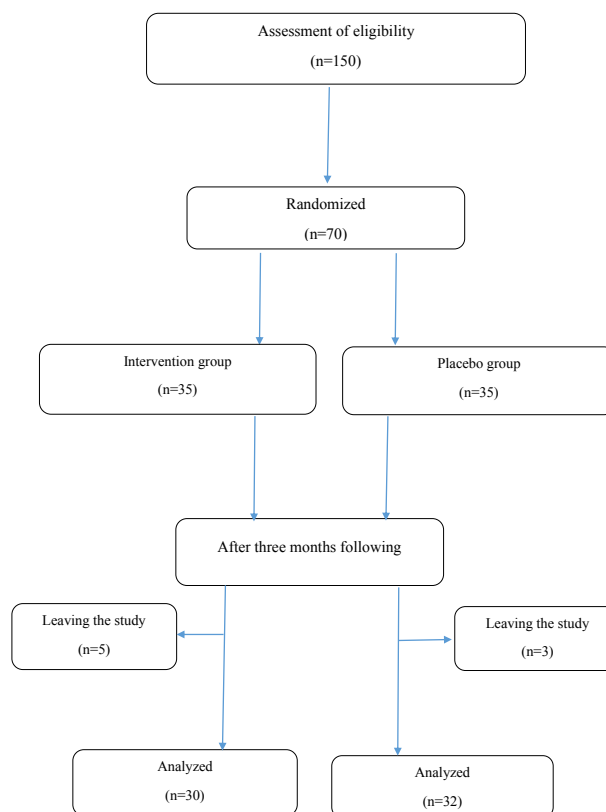 Assessment of eligibility
(n=150)
Randomized
(n=70)
Intervention group
(n=35)
Placebo group
(n=35)
After three months following
Leaving the study
(n=5)
Leaving the study
(n=3)
Analyzed
(n=30)
Analyzed
(n=32)